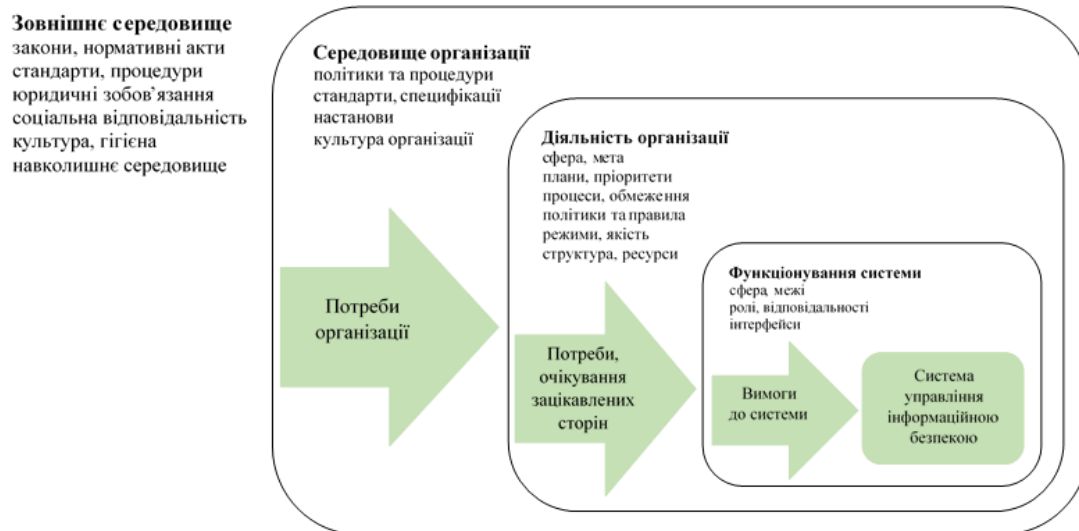 Зовнішнє середовище
закони, нормативні акти
стандарти, процедури
юридичні зобов`язання
соціальна відповідальність
культура, гігієна
навколишнє середовище
Середовище організації
політики та процедури
стандарти, специфікації
настанови
культура організації
Діяльність організації
сфера, мета
плани, пріоритети
процеси, обмеження
політики та правила
режими, якість
структура, ресурси
Функціонування системи
сфера, межі
ролі, відповідальності
інтерфейси
Потреби
організації
Потреби,
очікування
зацікавлених
сторін
Вимоги
до системи
Система
управління
інформаційною
безпекою